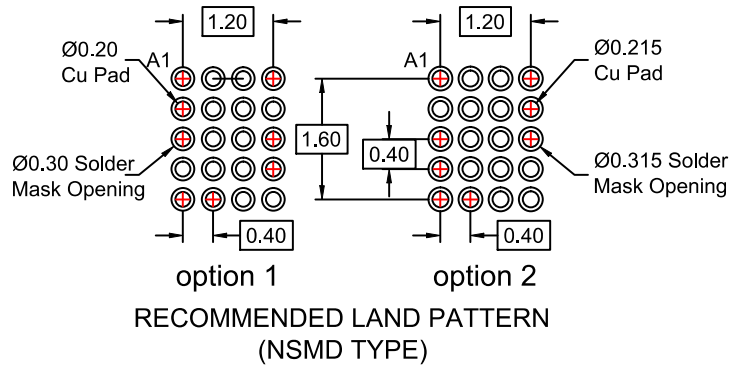 1.20
1.20
Ø0.20
Cu Pad
A1
A1
Ø0.215
Cu Pad
1.60
0.40
Ø0.30 Solder
Mask Opening
Ø0.315 Solder
Mask Opening
0.40
0.40
option 1
option 2
RECOMMENDED LAND PATTERN
(NSMD TYPE)